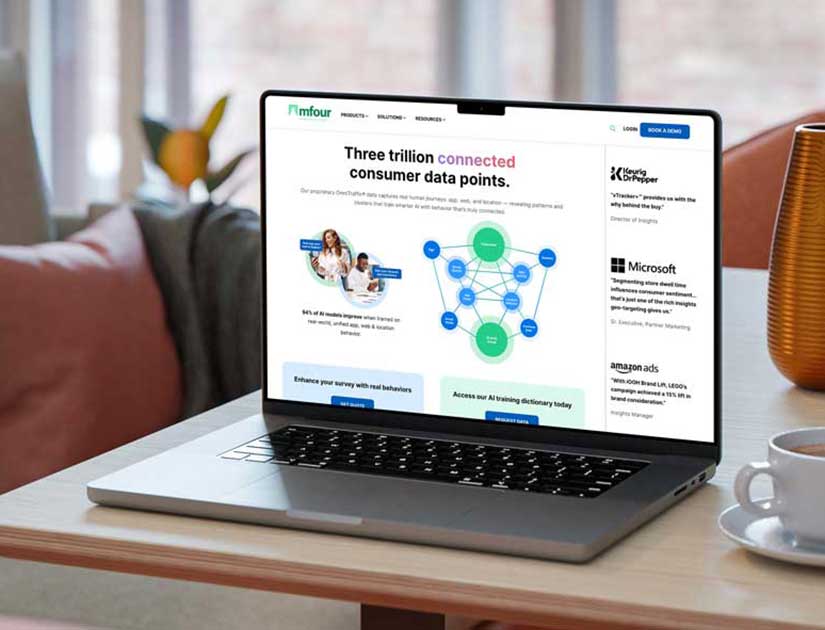 mfour
PRODUCTS
SOLUTIONS
RESOURCES
LOGIN
BOOK A DEMO
Three trillion connected
consumer data points.
Our proprietary OmniTraffic® data captures real human journeys: app, web, and location — revealing patterns and
clusters that train smarter AI with behavior that's truly connected.
94% of AI models improve when trained on
real-world, unified app, web & location
behavior.
Enhance your survey with real behaviors
GET QUOTE
Access our AI training dictionary today
REQUEST DATA
Keurig
DrPepper
"vTracker+™ provides us with the
why behind the buy."
Director of Insights
Microsoft
"Segmenting store dwell time
influences consumer sentiment...
that's just one of the rich insights
geo-targeting gives us."
Sr. Executive, Partner Marketing
amazon ads
"With iOOH Brand Lift, LEGO's
campaign achieved a 15% lift in
brand consideration."
Insights Manager